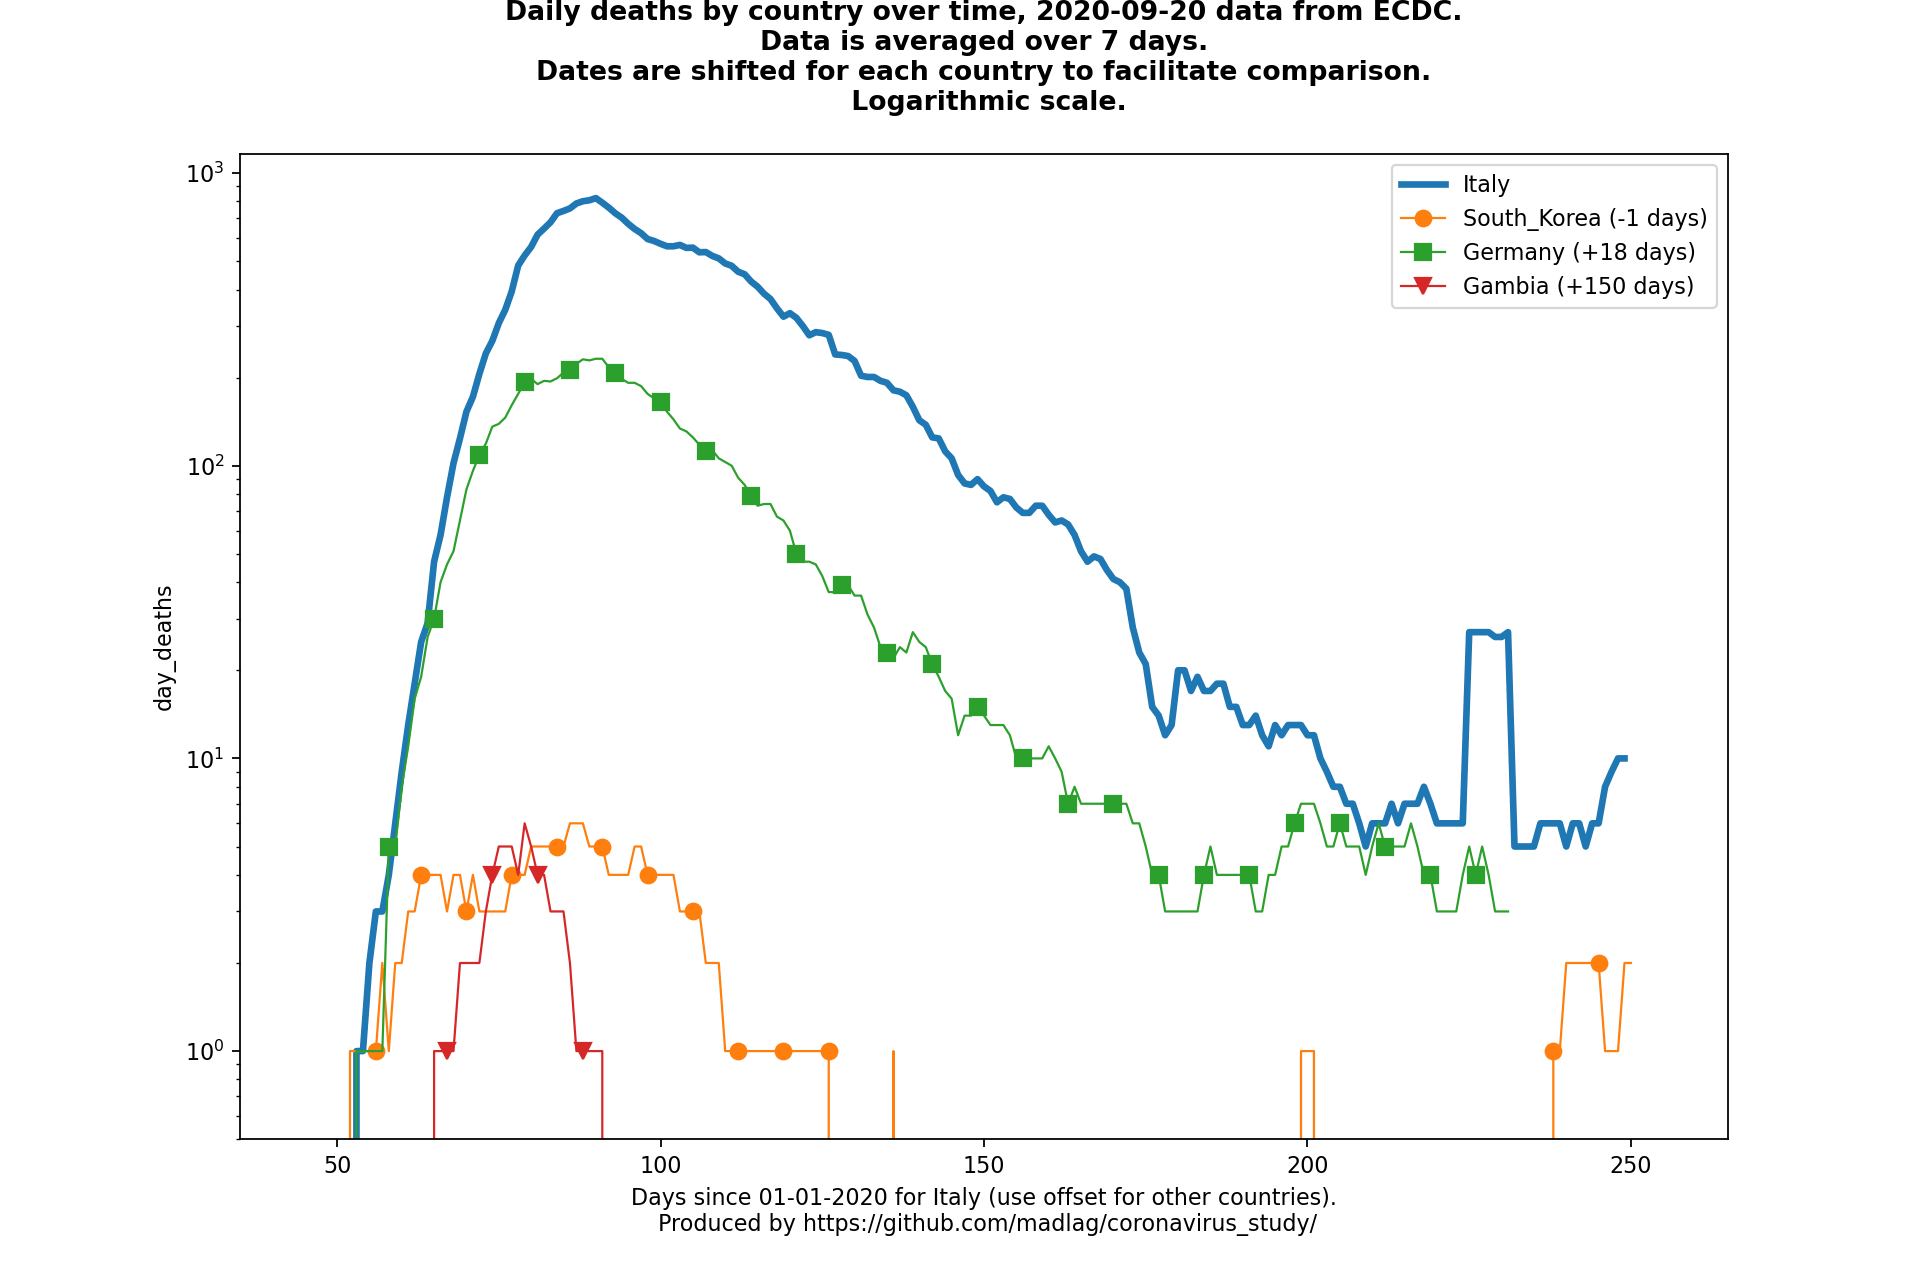 Daily deaths by country over time, 2020-09-20 data from ECDC.
Data is averaged over 7 days.
Dates are shifted for each country to facilitate comparison.
Logarithmic scale.
10³
10²
10¹
10⁰
day_deaths
Italy
South_Korea (-1 days)
Germany (+18 days)
Gambia (+150 days)
50 100 150 200 250
Days since 01-01-2020 for Italy (use offset for other countries).
Produced by https://github.com/madlag/coronavirus_study/